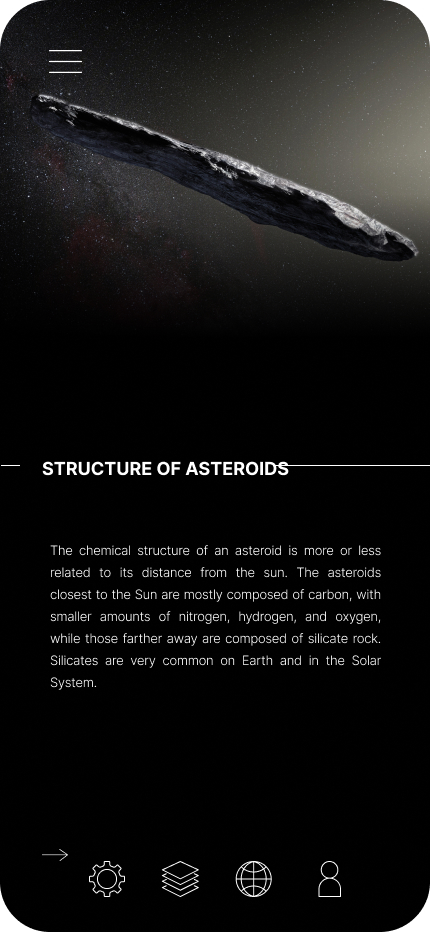 STRUCTURE OF ASTEROIDS
The chemical structure of an asteroid is more or less
related to its distance from the sun. The asteroids
closest to the Sun are mostly composed of carbon, with
smaller amounts of nitrogen, hydrogen, and oxygen,
while those farther away are composed of silicate rock.
Silicates are very common on Earth and in the Solar
System.